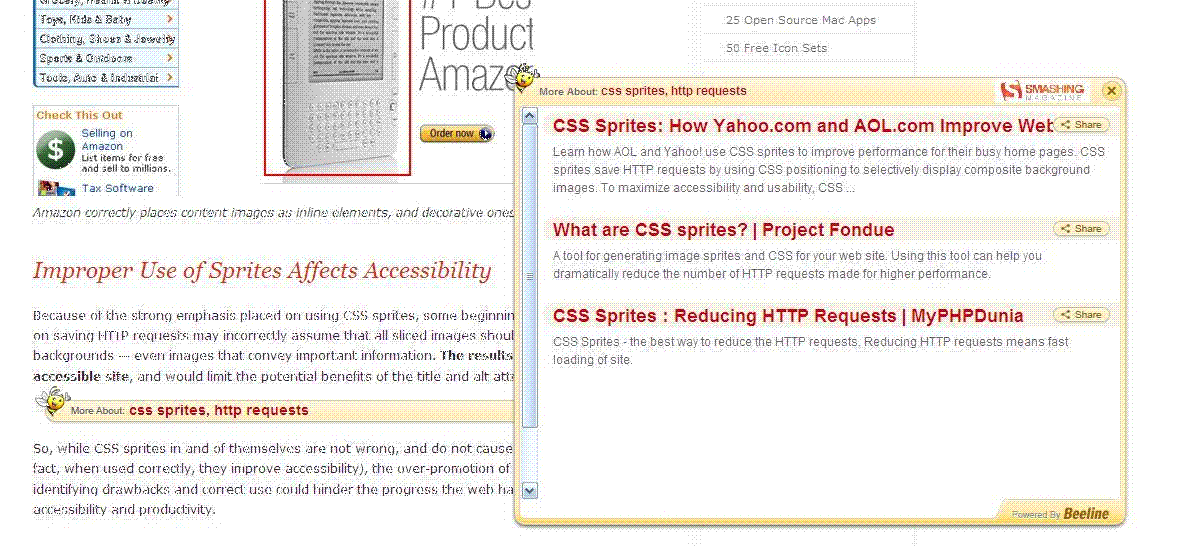 Toys, Kids & Baby
Clothing, Shoes & Jewelry
Sports & Outdoors
Tools, Auto & Industrial
Check This Out
Selling on
Amazon
List items for free
and sell to millions.
Tax Software
Product
Order now
Amazon correctly places content images as inline elements, and decorative ones
Improper Use of Sprites Affects Accessibility
Because of the strong emphasis placed on using CSS sprites, some beginnin
on saving HTTP requests may incorrectly assume that all sliced images shou
backgrounds — even images that convey important information. The results
accessible site, and would limit the potential benefits of the title and alt att
More About: css sprites, http requests
So, while CSS sprites in and of themselves are not wrong, and do not cause
fact, when used correctly, they improve accessibility), the over-promotion of
identifying drawbacks and correct use could hinder the progress the web ha
accessibility and productivity.
25 Open Source Mac Apps
50 Free Icon Sets
More About: css sprites, http requests
SMASHING
MAGAZINE
CSS Sprites: How Yahoo.com and AOL.com Improve Web
Share
Learn how AOL and Yahoo! use CSS sprites to improve performance for their busy home pages. CSS
sprites save HTTP requests by using CSS positioning to selectively display composite background
images. To maximize accessibility and usability, CSS ...
What are CSS sprites? | Project Fondue
Share
A tool for generating image sprites and CSS for your web site. Using this tool can help you
dramatically reduce the number of HTTP requests made for higher performance.
CSS Sprites : Reducing HTTP Requests | MyPHPDunia
Share
CSS Sprites - the best way to reduce the HTTP requests. Reducing HTTP requests means fast
loading of site.
Powered By Beeline